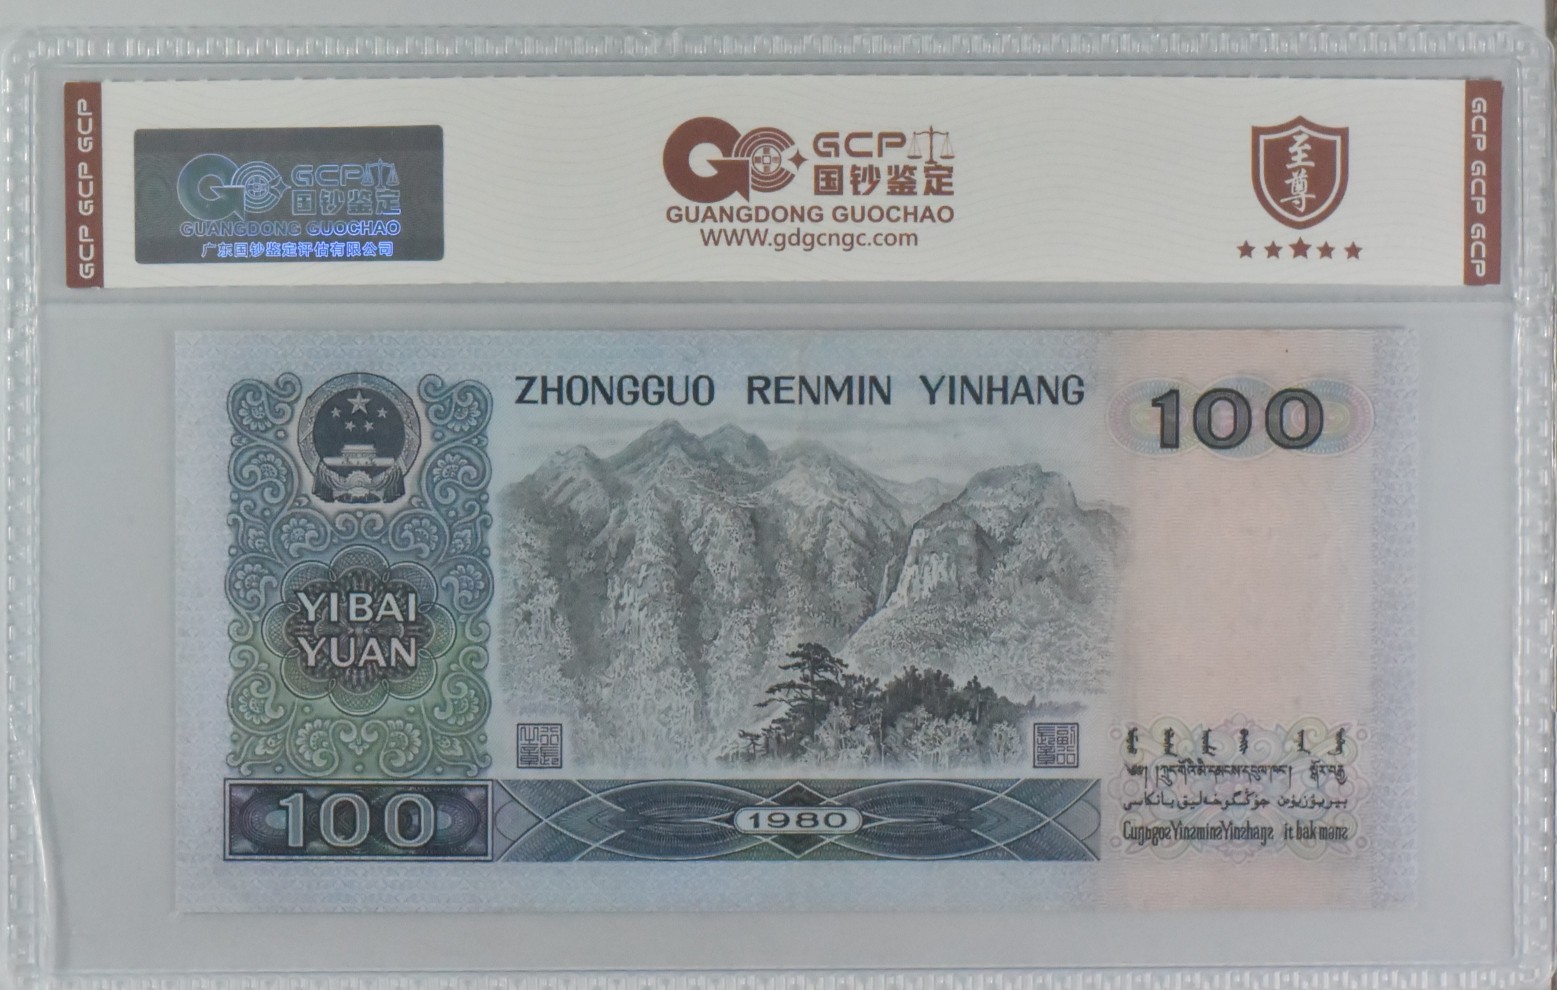 GCP GCP GCP
GCP 国钞鉴定
GUANGDONG GUOCHAO
广东国钞鉴定评估有限公司
GCP
国钞鉴定
GUANGDONG GUOCHAO
WWW.gdgcngc.com
至尊
GCP GCP GCP
ZHONGGUO RENMIN YINHANG
100
YIBAI
YUAN
100
1980